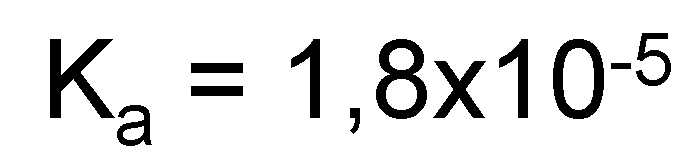 Kₐ = 1,8x10⁻⁵